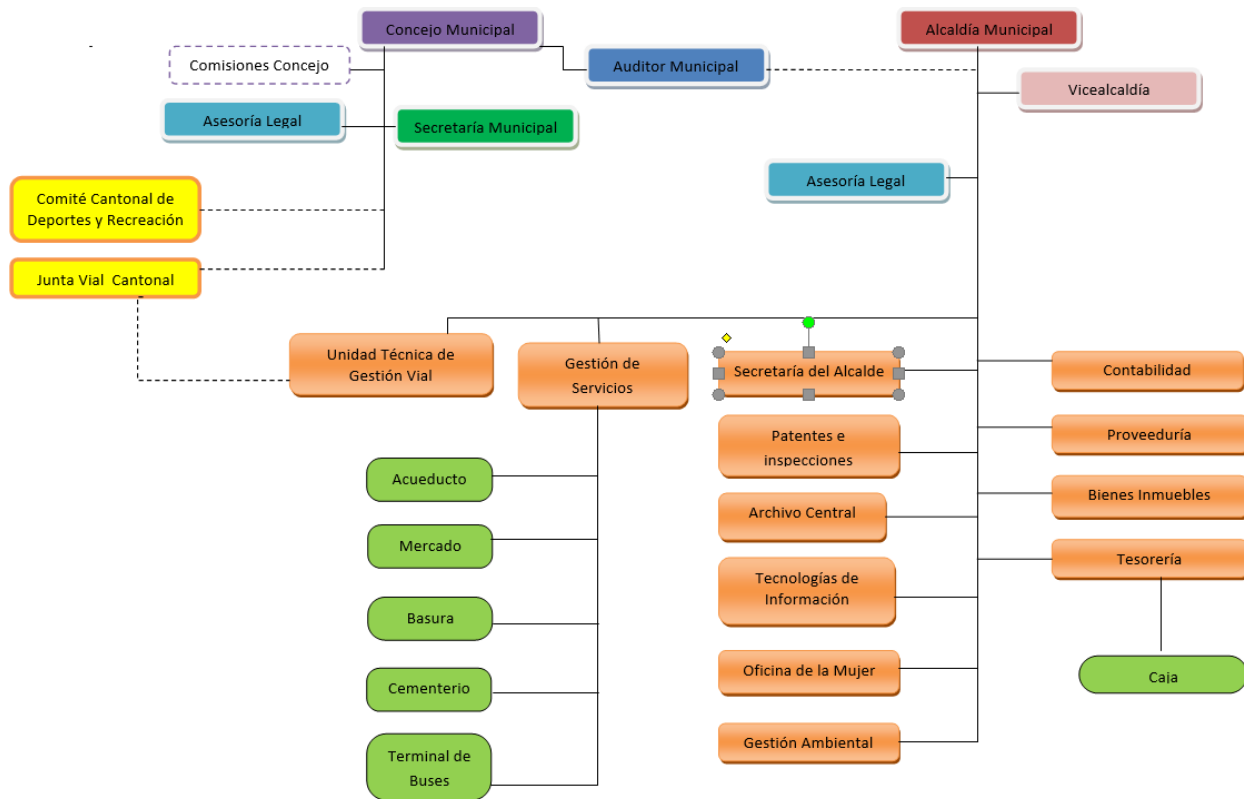 Concejo Municipal
Alcaldía Municipal
Comisiones Concejo
Auditor Municipal
Vicealcaldía
Asesoría Legal
Secretaría Municipal
Asesoría Legal
Comité Cantonal de
Deportes y Recreación
Junta Vial Cantonal
Unidad Técnica de
Gestión Vial
Gestión de
Servicios
Secretaría del Alcalde
Contabilidad
Patentes e
inspecciones
Proveeduría
Acueducto
Archivo Central
Bienes Inmuebles
Mercado
Tecnologías de
Información
Tesorería
Basura
Oficina de la Mujer
Caja
Cementerio
Gestión Ambiental
Terminal de
Buses